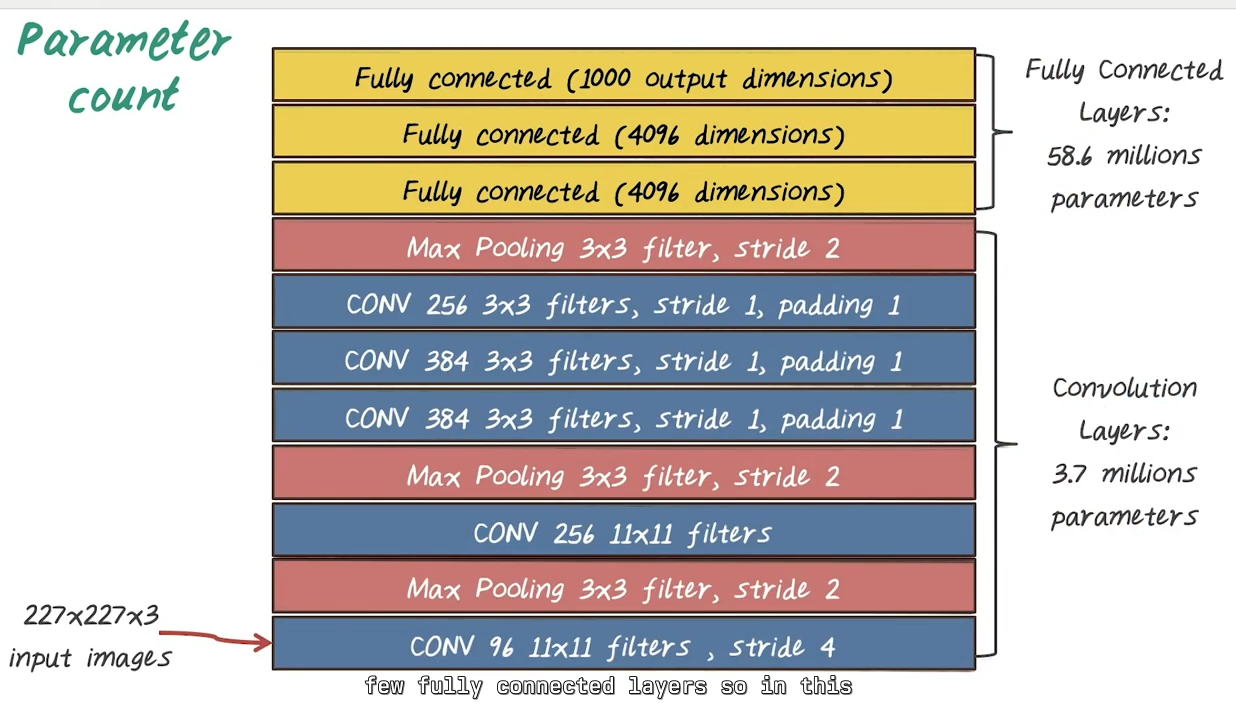 Parameter
count
Fully connected (1000 output dimensions)
Fully connected (4096 dimensions)
Fully connected (4096 dimensions)
Max Pooling 3x3 filter, stride 2
CONV 256 3x3 filters, stride 1, padding 1
CONV 384 3x3 filters, stride 1, padding 1
CONV 384 3x3 filters, stride 1, padding 1
Max Pooling 3x3 filter, stride 2
CONV 256 11x11 filters
Max Pooling 3x3 filter, stride 2
CONV 96 11x11 filters , stride 4
Fully Connected
Layers:
58.6 millions
parameters
Convolution
Layers:
3.7 millions
parameters
227x227x3
input images
few fully connected layers so in this